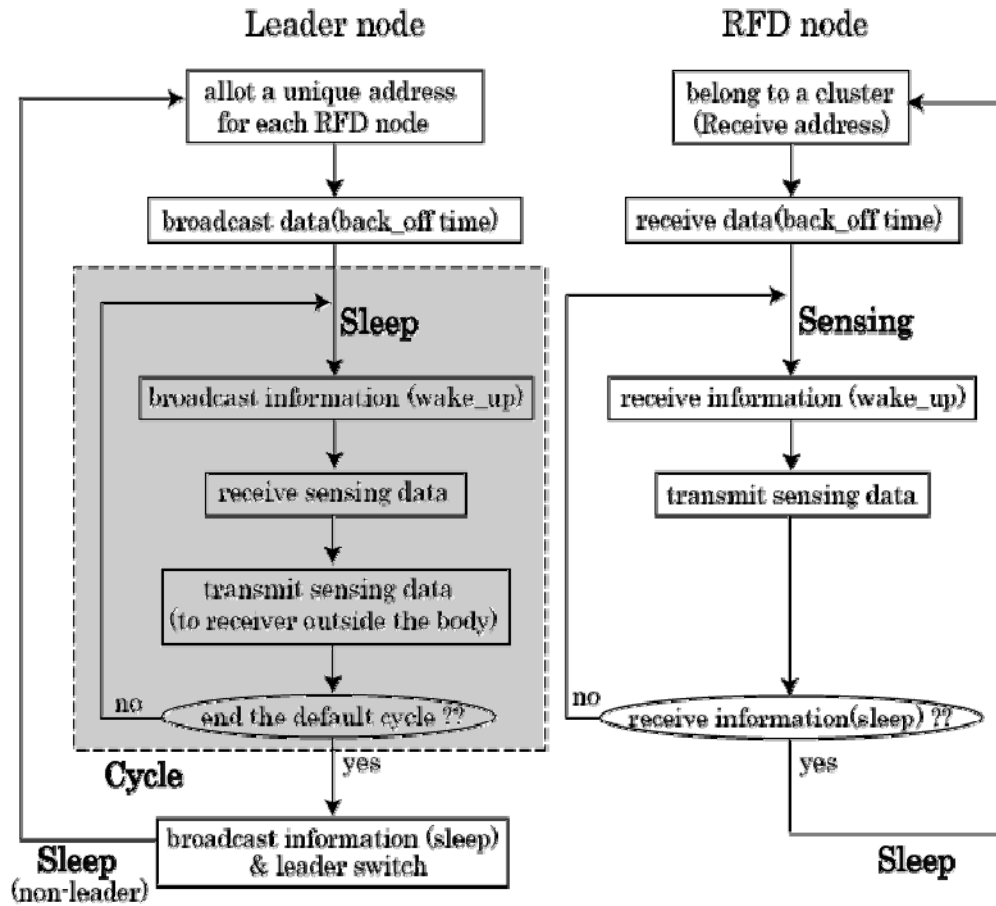 Leader node
allot a unique address
for each RFD node
broadcast data(back_off time)
Sleep
broadcast information (wake_up)
receive sensing data
transmit sensing data
(to receiver outside the body)
no
end the default cycle ??
Cycle
yes
broadcast information (sleep)
& leader switch
Sleep
(non-leader)
RFD node
belong to a cluster
(Receive address)
receive data(back_off time)
Sensing
receive information (wake_up)
transmit sensing data
no
receive information(sleep) ??
yes
Sleep